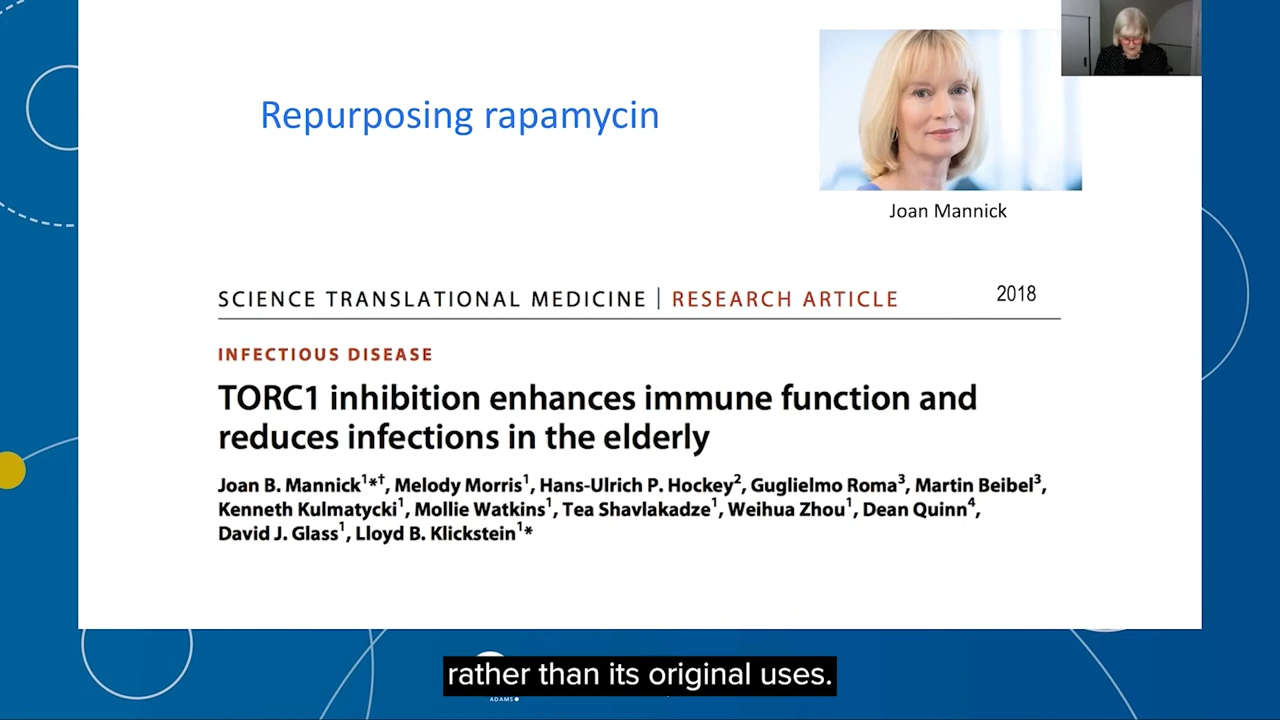 Repurposing rapamycin
Joan Mannick
SCIENCE TRANSLATIONAL MEDICINE | RESEARCH ARTICLE
2018
INFECTIOUS DISEASE
TORC1 inhibition enhances immune function and
reduces infections in the elderly
Joan B. Mannick¹*†, Melody Morris¹, Hans-Ulrich P. Hockey², Guglielmo Roma³, Martin Beibel³,
Kenneth Kulmatycki¹, Mollie Watkins¹, Tea Shavlakadze¹, Weihua Zhou¹, Dean Quinn⁴,
David J. Glass¹, Lloyd B. Klickstein¹*
rather than its original uses.
ADAMS